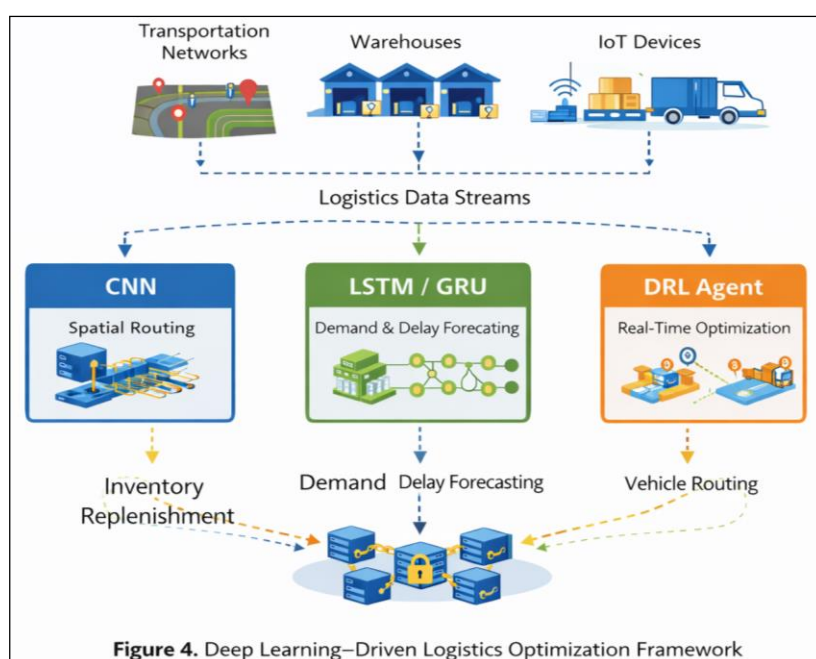 Transportation
Networks
Warehouses
IoT Devices
Logistics Data Streams
CNN
Spatial Routing
LSTM / GRU
Demand & Delay Forecating
DRL Agent
Real-Time Optimization
Inventory
Replenishment
Demand Delay Forecasting
Vehicle Routing
Figure 4. Deep Learning–Driven Logistics Optimization Framework